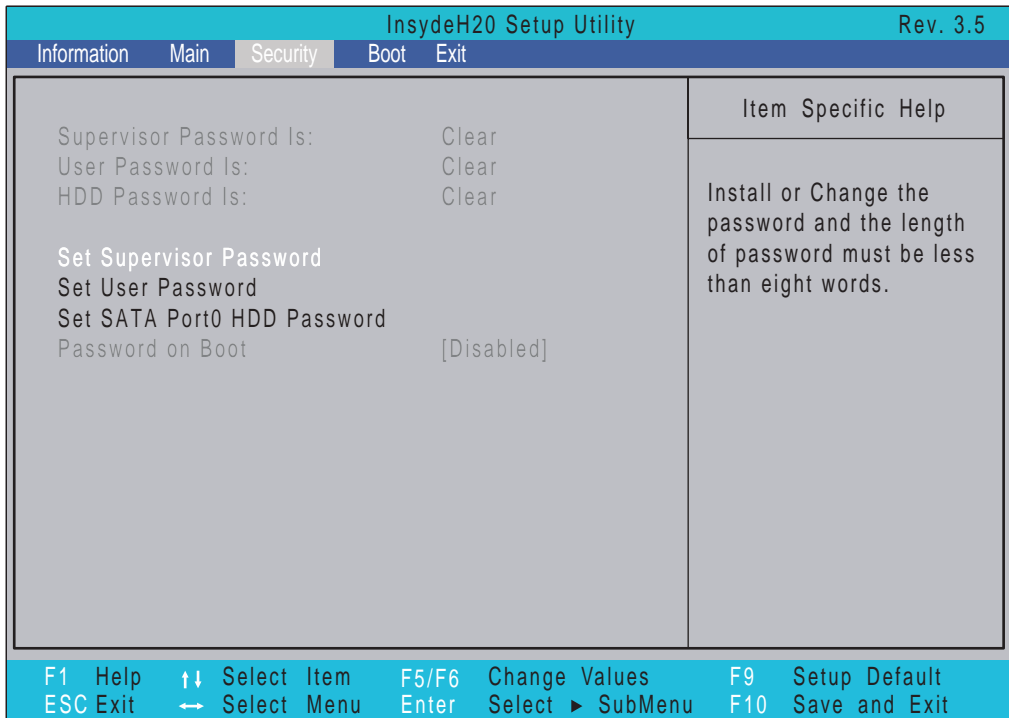 InsydeH20 Setup Utility Rev. 3.5
Information Main Security Boot Exit
Supervisor Password Is: Clear
User Password Is: Clear
HDD Password Is: Clear
Set Supervisor Password
Set User Password
Set SATA Port0 HDD Password
Password on Boot [Disabled]
Item Specific Help
Install or Change the
password and the length
of password must be less
than eight words.
F1 Help ↑↓ Select Item F5/F6 Change Values F9 Setup Default
ESC Exit ↔ Select Menu Enter Select ► SubMenu F10 Save and Exit